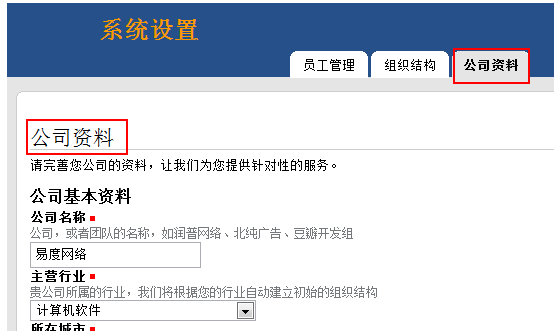 系统设置
员工管理 组织结构 公司资料
公司资料
请完善您公司的资料，让我们为您提供针对性的服务。
公司基本资料
公司名称
公司，或者团队的名称，如润普网络、北纯广告、豆瓣开发组
易度网络
主营行业
贵公司所属的行业，我们将根据您的行业自动建立初始的组织结构
计算机软件
所在城市